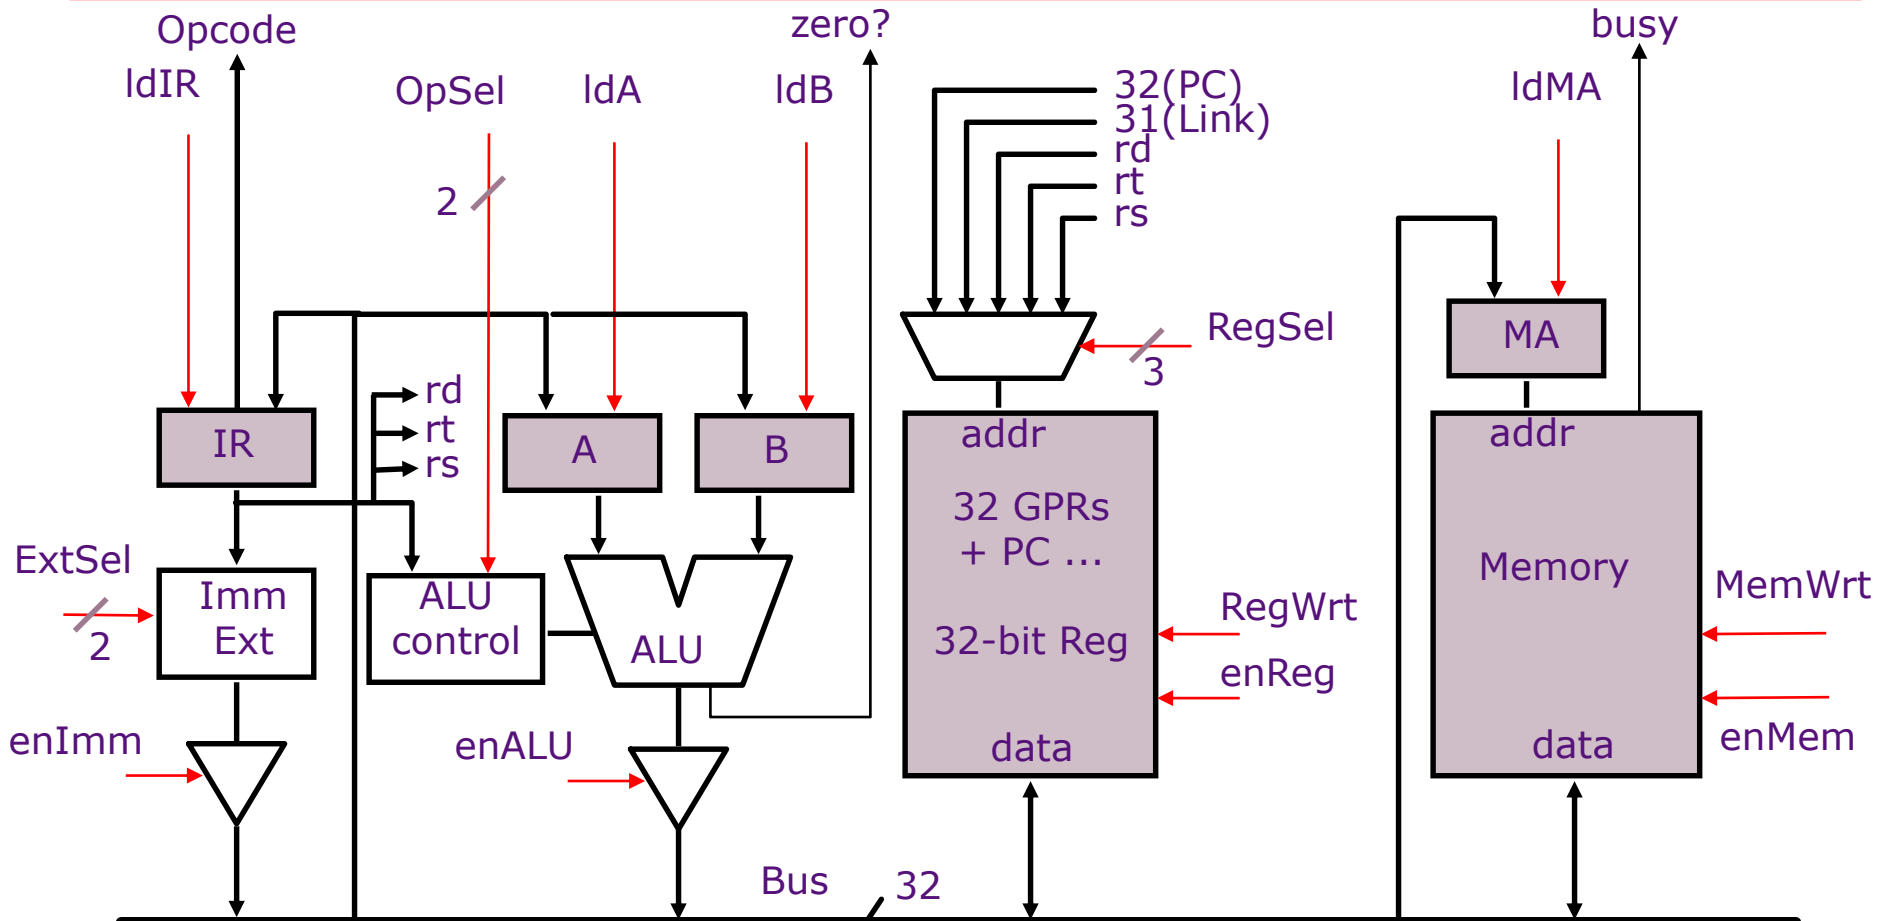 Opcode
zero?
busy
ldIR
OpSel
ldA
ldB
32(PC)
31(Link)
rd
rt
rs
ldMA
2
RegSel
3
MA
rd
rt
rs
IR
A
B
addr
addr
32 GPRs
+ PC ...
32-bit Reg
data
Memory
data
ExtSel
2
Imm
Ext
ALU
control
ALU
RegWrt
enReg
MemWrt
enMem
enImm
enALU
Bus
32